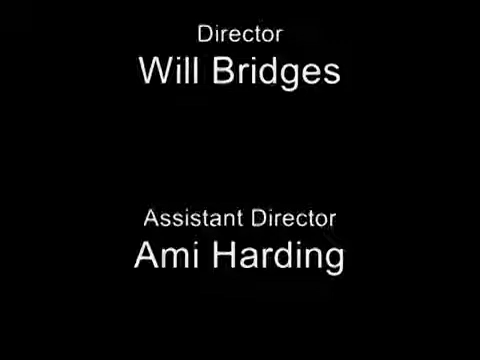 Director
Will Bridges
Assistant Director
Ami Harding